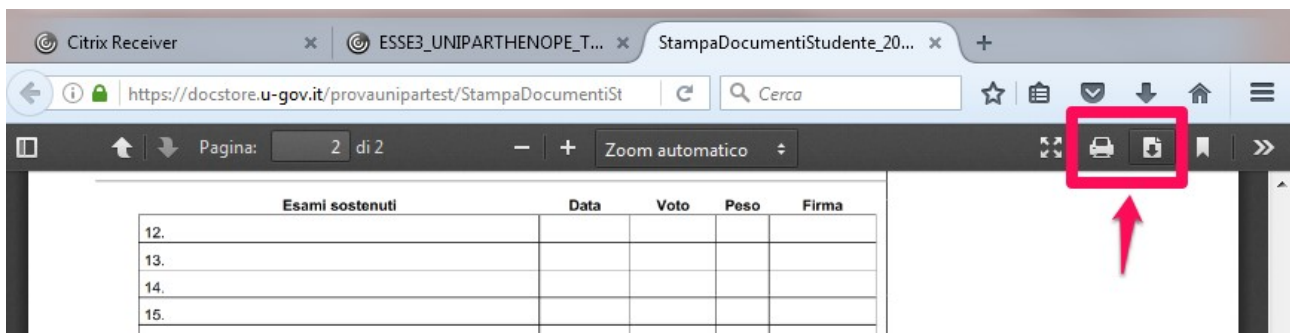 Citrix Receiver
ESSE3_UNIPARTHENOPE_T...
StampaDocumentiStudente_20...
https://docstore.u-gov.it/provaunipartest/StampaDocumentiSt
Cerca
Pagina: 2 di 2
Zoom automatico
Esami sostenuti Data Voto Peso Firma
12.
13.
14.
15.